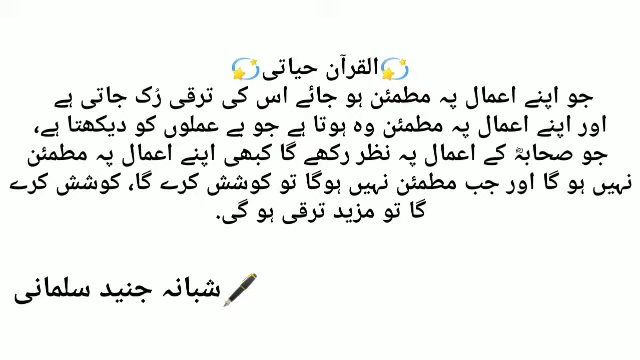 💫القرآن حیاتی💫
جو اپنے اعمال پہ مطمئن ہو جائے اس کی ترقی رُک جاتی ہے
اور اپنے اعمال پہ مطمئن وہ ہوتا ہے جو بے عملوں کو دیکھتا ہے،
جو صحابہؓ کے اعمال پہ نظر رکھے گا کبھی اپنے اعمال پہ مطمئن
نہیں ہو گا اور جب مطمئن نہیں ہوگا تو کوشش کرے گا، کوشش کرے
گا تو مزید ترقی ہو گی.
🖋️شبانہ جنید سلمانی